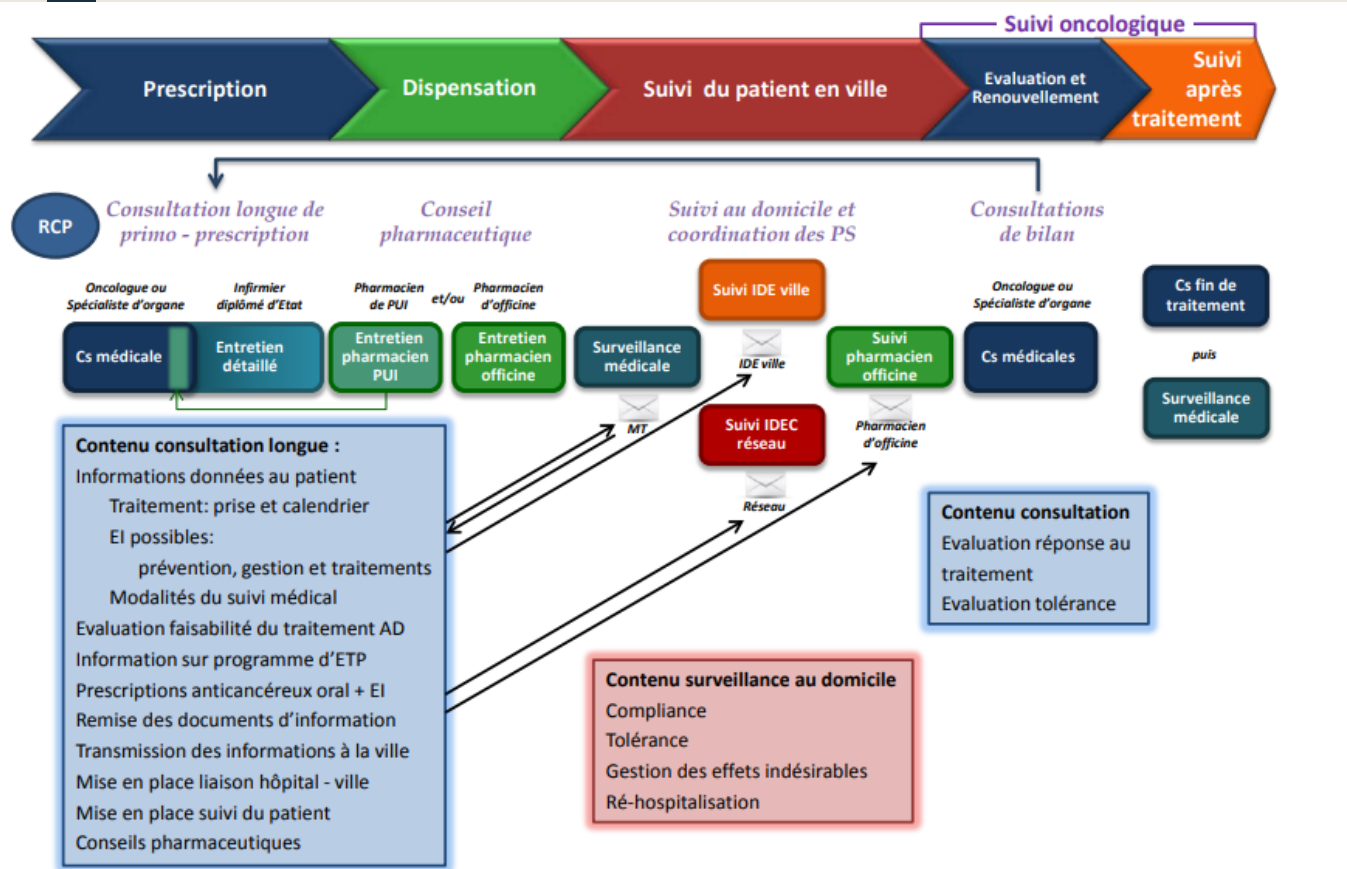 Suivi oncologique
Prescription
Dispensation
Suivi du patient en ville
Evaluation et
Renouvellement
Suivi
après
traitement
RCP
Consultation longue de
primo - prescription
Conseil
pharmaceutique
Suivi au domicile et
coordination des PS
Consultations
de bilan
Oncologue ou
Spécialiste d'organe
Infirmier
diplômé d'Etat
Pharmacien
de PUI
et/ou
Pharmacien
d'officine
Cs médicale
Entretien
détaillé
Entretien
pharmacien
PUI
Entretien
pharmacien
officine
Surveillance
médicale
MT
Suivi IDE ville
IDE ville
Suivi IDEC
réseau
Réseau
Suivi
pharmacien
officine
Pharmacien
d'officine
Oncologue ou
Spécialiste d'organe
Cs médicales
Cs fin de
traitement
puis
Surveillance
médicale
Contenu consultation longue :
Informations données au patient
Traitement: prise et calendrier
EI possibles:
prévention, gestion et traitements
Modalités du suivi médical
Evaluation faisabilité du traitement AD
Information sur programme d'ETP
Prescriptions anticancéreux oral + EI
Remise des documents d'information
Transmission des informations à la ville
Mise en place liaison hôpital - ville
Mise en place suivi du patient
Conseils pharmaceutiques
Contenu surveillance au domicile
Compliance
Tolérance
Gestion des effets indésirables
Ré-hospitalisation
Contenu consultation
Evaluation réponse au
traitement
Evaluation tolérance